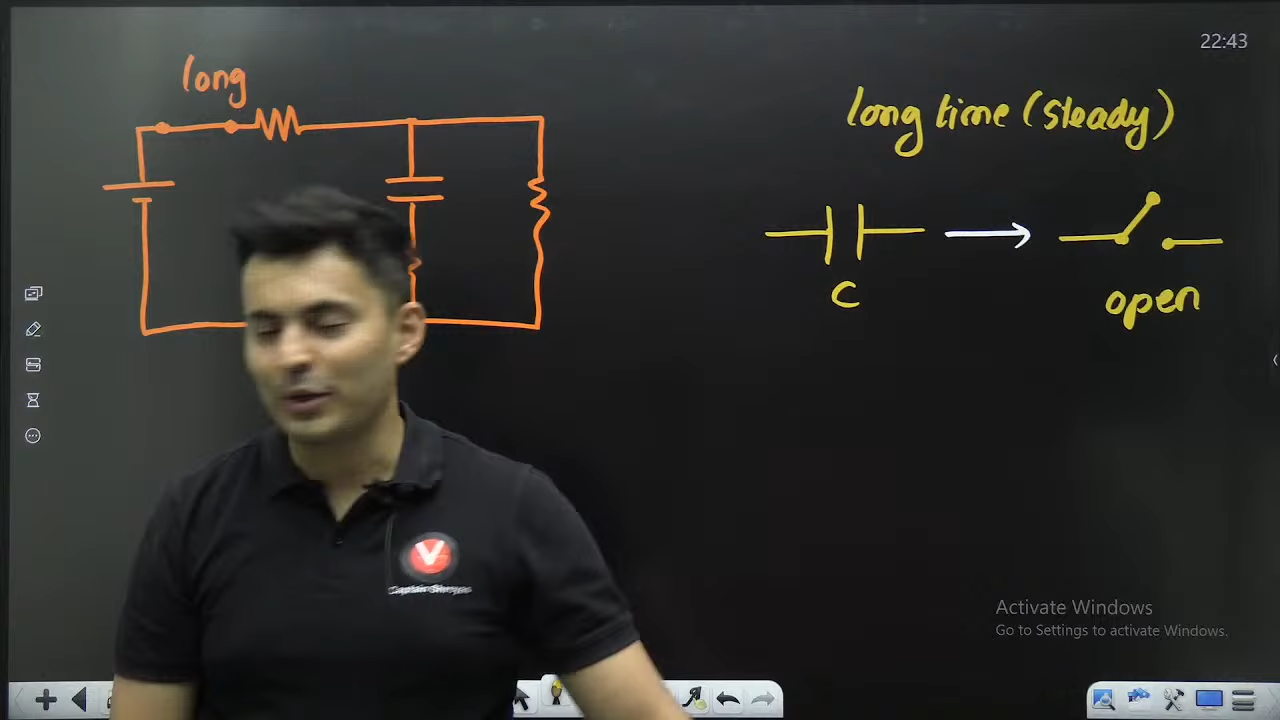 22:43
long
long time (steady)
C
open
V
Activate Windows
Go to Settings to activate Windows.